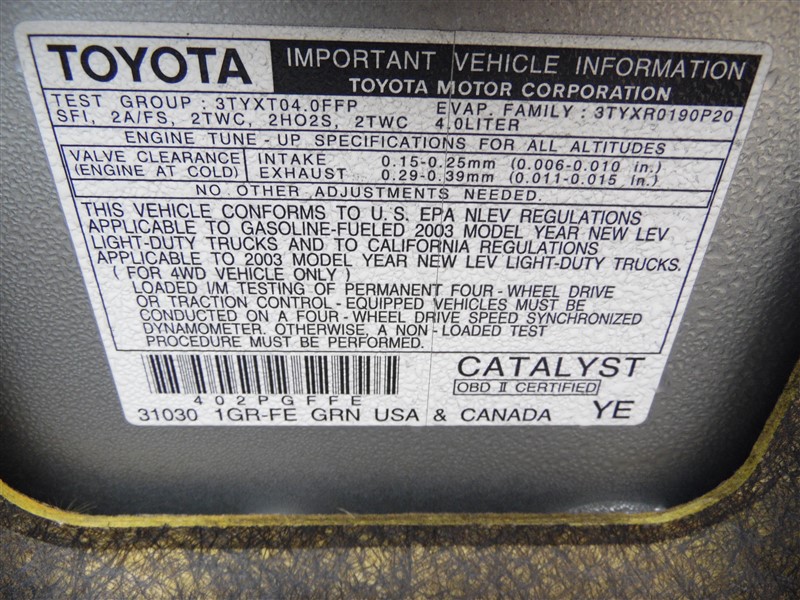 TOYOTA
IMPORTANT VEHICLE INFORMATION
TOYOTA MOTOR CORPORATION
TEST GROUP : 3TYXT04.0FFP EVAP. FAMILY : 3TYXR0190P20
SFI, 2A/FS, 2TWC, 2HO2S, 2TWC 4.0LITER
ENGINE TUNE - UP SPECIFICATIONS FOR ALL ALTITUDES
VALVE CLEARANCE INTAKE 0.15-0.25mm (0.006-0.010 in.)
(ENGINE AT COLD) EXHAUST 0.29-0.39mm (0.011-0.015 in.)
NO OTHER ADJUSTMENTS NEEDED.
THIS VEHICLE CONFORMS TO U.S. EPA NLEV REGULATIONS
APPLICABLE TO GASOLINE-FUELED 2003 MODEL YEAR NEW LEV
LIGHT-DUTY TRUCKS AND TO CALIFORNIA REGULATIONS
APPLICABLE TO 2003 MODEL YEAR NEW LEV LIGHT-DUTY TRUCKS.
( FOR 4WD VEHICLE ONLY )
LOADED I/M TESTING OF PERMANENT FOUR - WHEEL DRIVE
OR TRACTION CONTROL - EQUIPPED VEHICLES MUST BE
CONDUCTED ON A FOUR - WHEEL DRIVE SPEED SYNCHRONIZED
DYNAMOMETER. OTHERWISE, A NON - LOADED TEST
PROCEDURE MUST BE PERFORMED.
CATALYST
OBD II CERTIFIED
402PGFFE
31030 1GR-FE GRN USA & CANADA YE